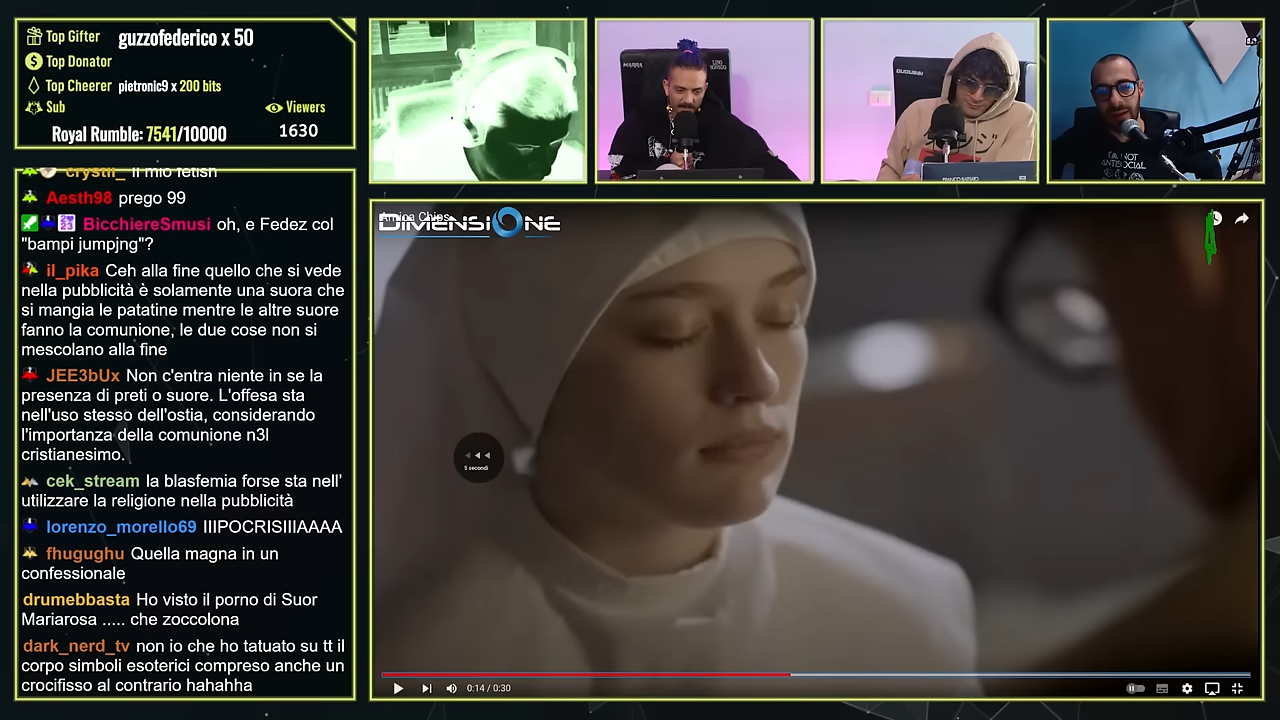 Top Gifter guzzofederico x 50
Top Donator
Top Cheerer pietronic9 x 200 bits
Sub Viewers
Royal Rumble: 7541/10000 1630
crystil_ il mio fetish
Aesth98 prego 99
BicchiereSmusi oh, e Fedez col
"bampi jumpjng"?
il_pika Ceh alla fine quello che si vede
nella pubblicità è solamente una suora che
si mangia le patatine mentre le altre suore
fanno la comunione, le due cose non si
mescolano alla fine
JEE3bUx Non c'entra niente in se la
presenza di preti o suore. L'offesa sta
nell'uso stesso dell'ostia, considerando
l'importanza della comunione n3l
cristianesimo.
cek_stream la blasfemia forse sta nell'
utilizzare la religione nella pubblicità
lorenzo_morello69 IIIPOCRISIIIAAAA
fhugughu Quella magna in un
confessionale
drumebbasta Ho visto il porno di Suor
Mariarosa ..... che zoccolona
dark_nerd_tv non io che ho tatuato su tt il
corpo simboli esoterici compreso anche un
crocifisso al contrario hahahha
MARRA
I'M NOT
ANTISOCIAL
Amica Chips
DIMENSIONE
5 secondi
0:14 / 0:30